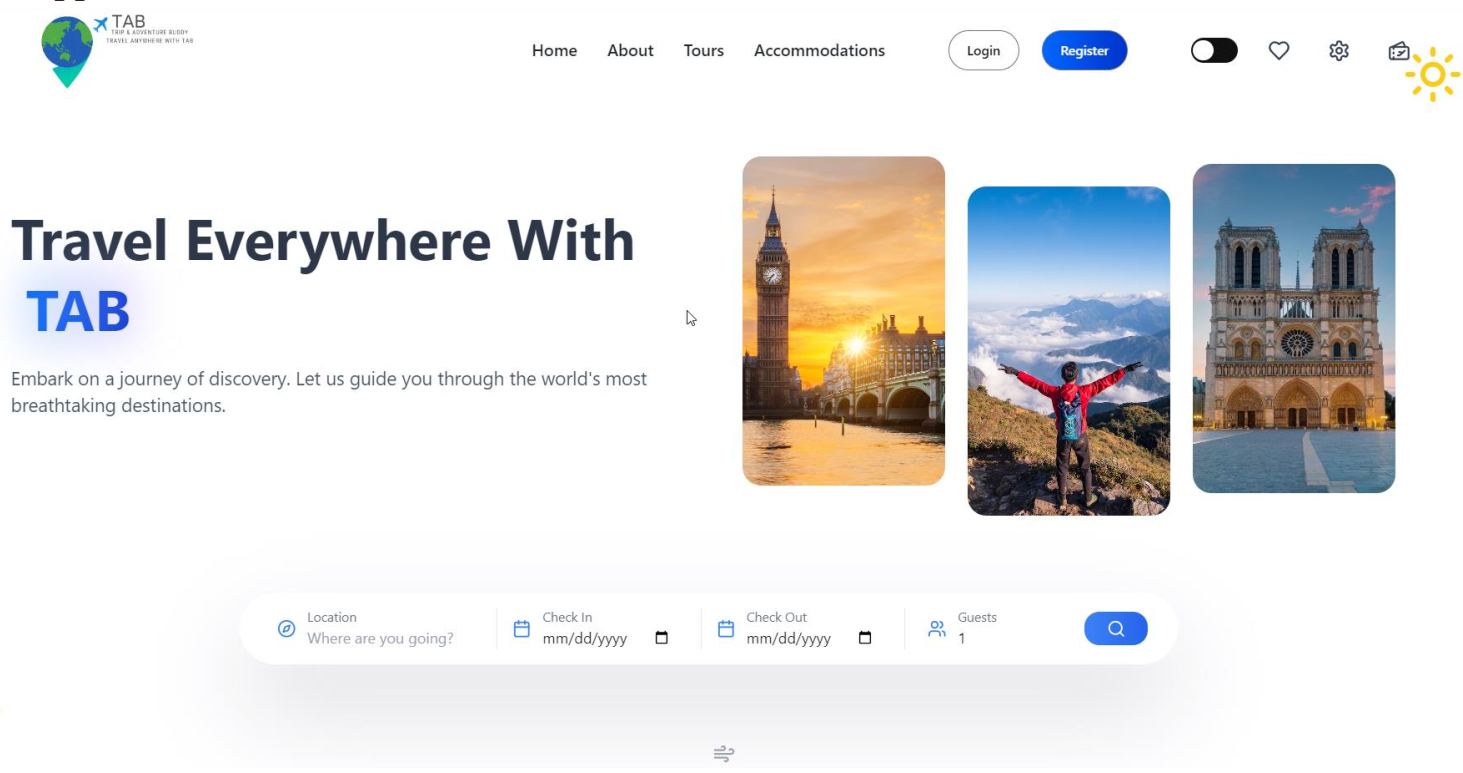 TAB
TRIP & ADVENTURE BUDDY
TRAVEL ANYWHERE WITH TAB
Home About Tours Accommodations Login Register
Travel Everywhere With
TAB
Embark on a journey of discovery. Let us guide you through the world's most
breathtaking destinations.
Location Check In Check Out Guests
Where are you going? mm/dd/yyyy mm/dd/yyyy 1